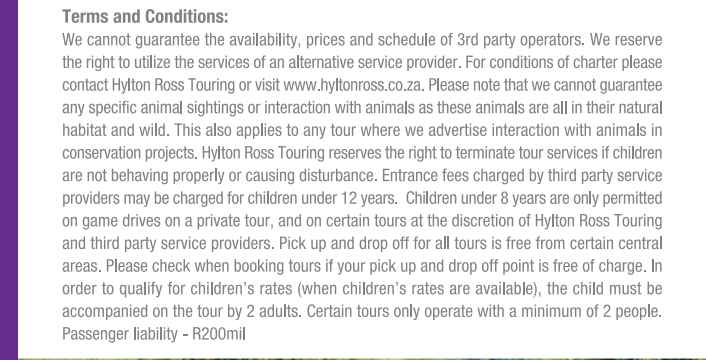 Terms and Conditions:
We cannot guarantee the availability, prices and schedule of 3rd party operators. We reserve
the right to utilize the services of an alternative service provider. For conditions of charter please
contact Hylton Ross Touring or visit www.hyltonross.co.za. Please note that we cannot guarantee
any specific animal sightings or interaction with animals as these animals are all in their natural
habitat and wild. This also applies to any tour where we advertise interaction with animals in
conservation projects. Hylton Ross Touring reserves the right to terminate tour services if children
are not behaving properly or causing disturbance. Entrance fees charged by third party service
providers may be charged for children under 12 years. Children under 8 years are only permitted
on game drives on a private tour, and on certain tours at the discretion of Hylton Ross Touring
and third party service providers. Pick up and drop off for all tours is free from certain central
areas. Please check when booking tours if your pick up and drop off point is free of charge. In
order to qualify for children's rates (when children's rates are available), the child must be
accompanied on the tour by 2 adults. Certain tours only operate with a minimum of 2 people.
Passenger liability - R200mil